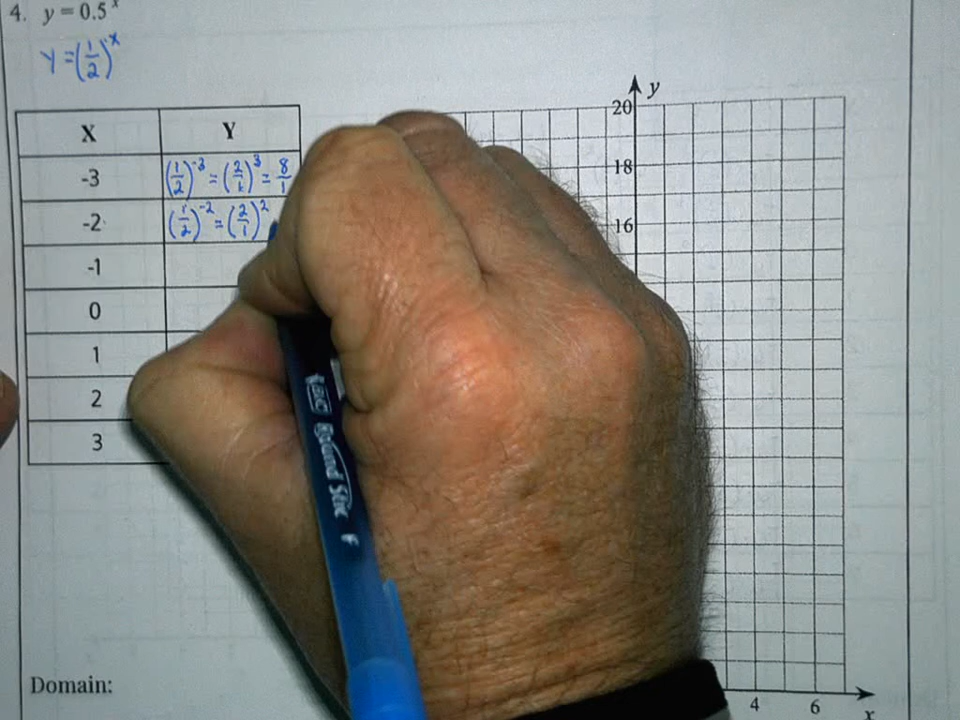 4. y = 0.5^x
y = (1/2)^x
X Y
-3 (1/2)^-3 = (2/1)^3 = 8/1
-2 (1/2)^-2 = (2/1)^2
-1
0
1
2
3
Domain:
y
20
18
16
4 6 x
BIC Round Stic F